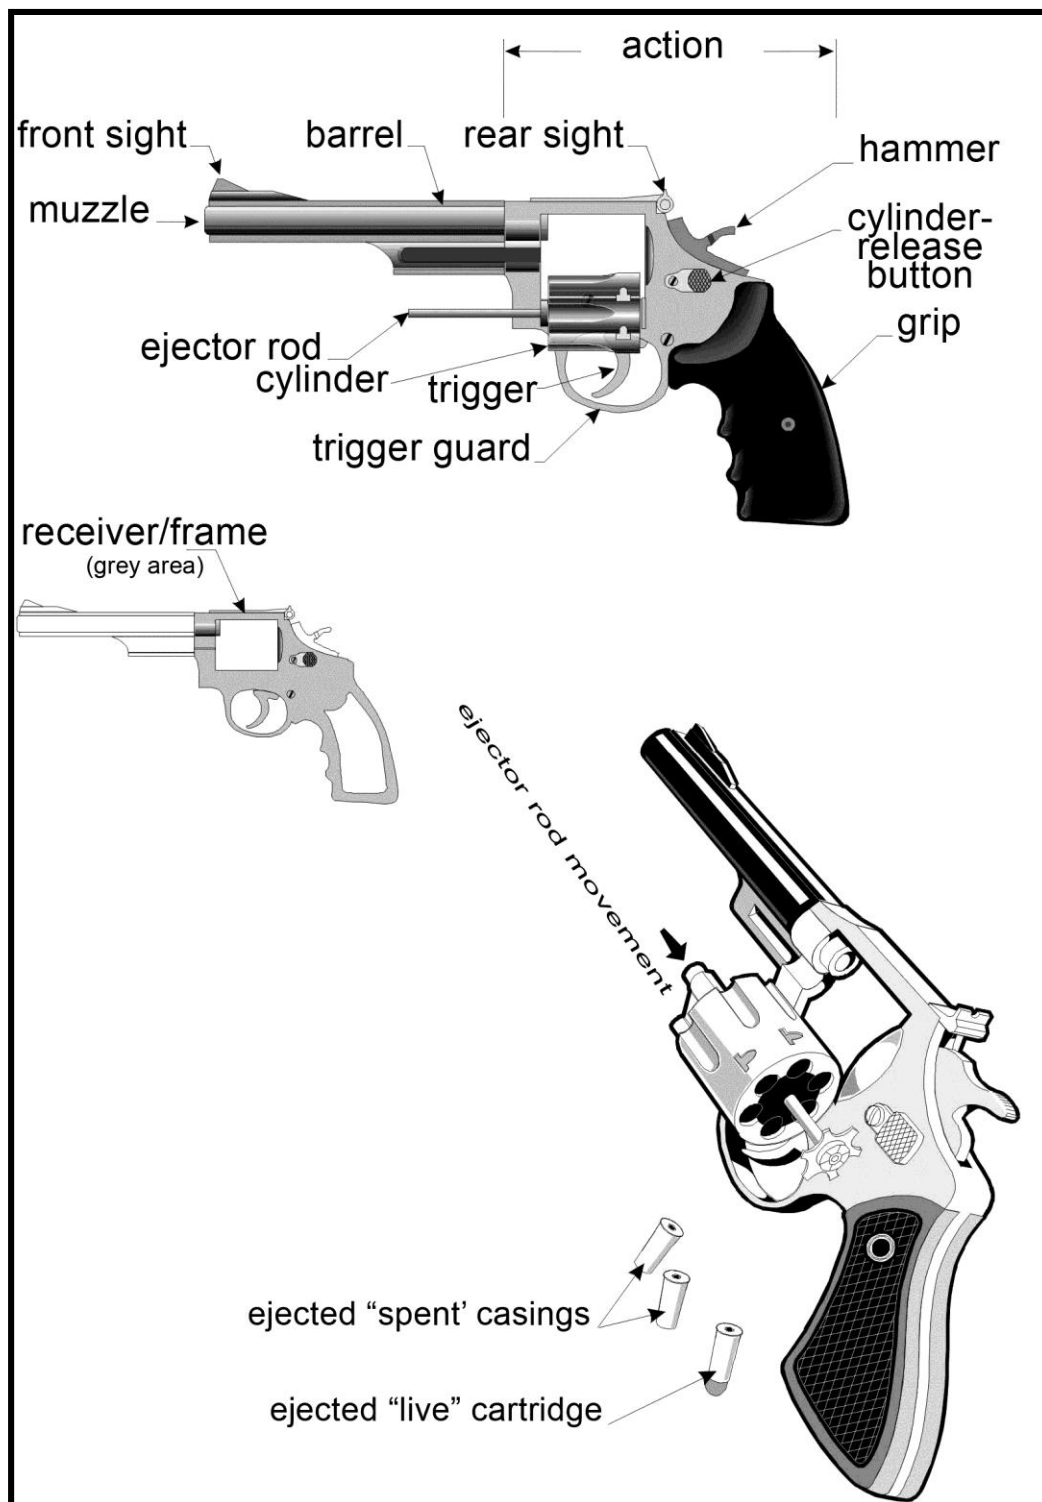 action
front sight
barrel
rear sight
hammer
muzzle
cylinder-
release
button
grip
ejector rod
cylinder
trigger
trigger guard
receiver/frame
(grey area)
ejector rod movement
ejected “spent’ casings
ejected “live” cartridge